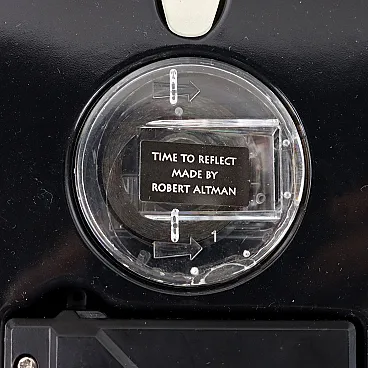 TIME TO REFLECT
MADE BY
ROBERT ALTMAN
1